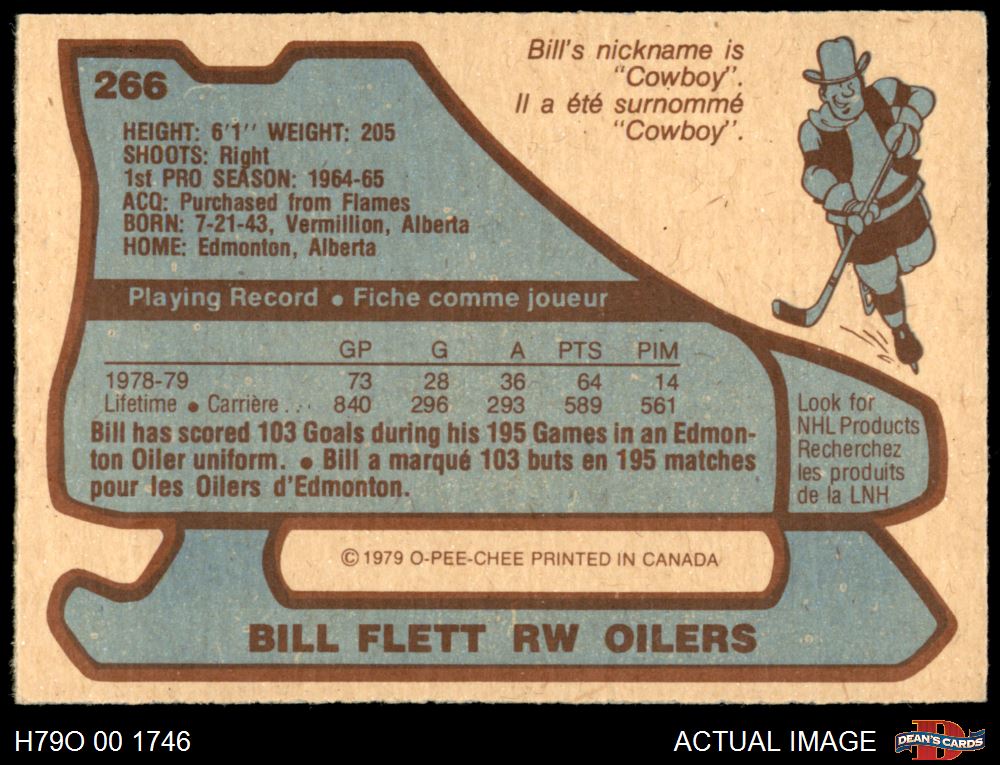 266
Bill's nickname is
"Cowboy".
Il a été surnommé
"Cowboy".
HEIGHT: 6'1'' WEIGHT: 205
SHOOTS: Right
1st PRO SEASON: 1964-65
ACQ: Purchased from Flames
BORN: 7-21-43, Vermillion, Alberta
HOME: Edmonton, Alberta
Playing Record • Fiche comme joueur
GP G A PTS PIM
1978-79 73 28 36 64 14
Lifetime • Carrière . . . 840 296 293 589 561
Bill has scored 103 Goals during his 195 Games in an Edmon-
ton Oiler uniform. • Bill a marqué 103 buts en 195 matches
pour les Oilers d'Edmonton.
Look for
NHL Products
Recherchez
les produits
de la LNH
© 1979 O-PEE-CHEE PRINTED IN CANADA
BILL FLETT RW OILERS
H79O 00 1746
ACTUAL IMAGE
D
DEAN'S CARDS